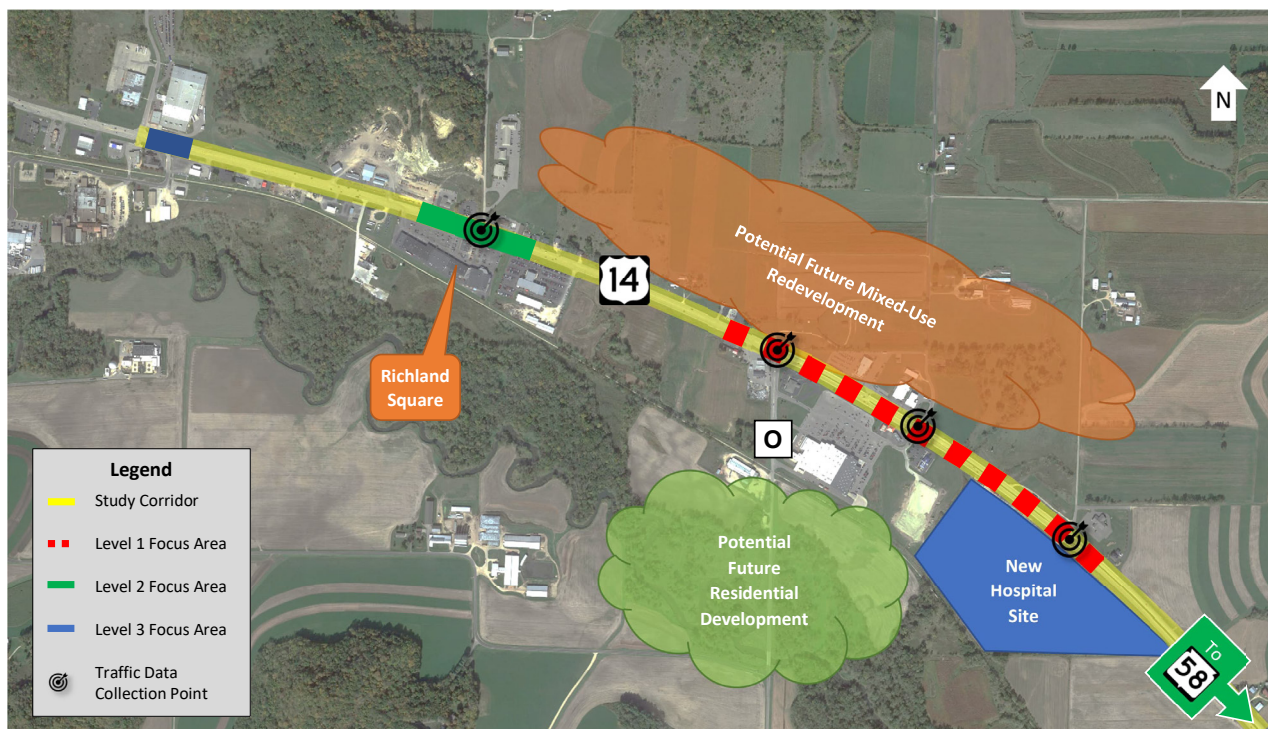 N
Potential Future Mixed-Use
Redevelopment
14
Richland
Square
O
Legend
Study Corridor
Level 1 Focus Area
Level 2 Focus Area
Level 3 Focus Area
Traffic Data
Collection Point
Potential
Future
Residential
Development
New
Hospital
Site
To
58